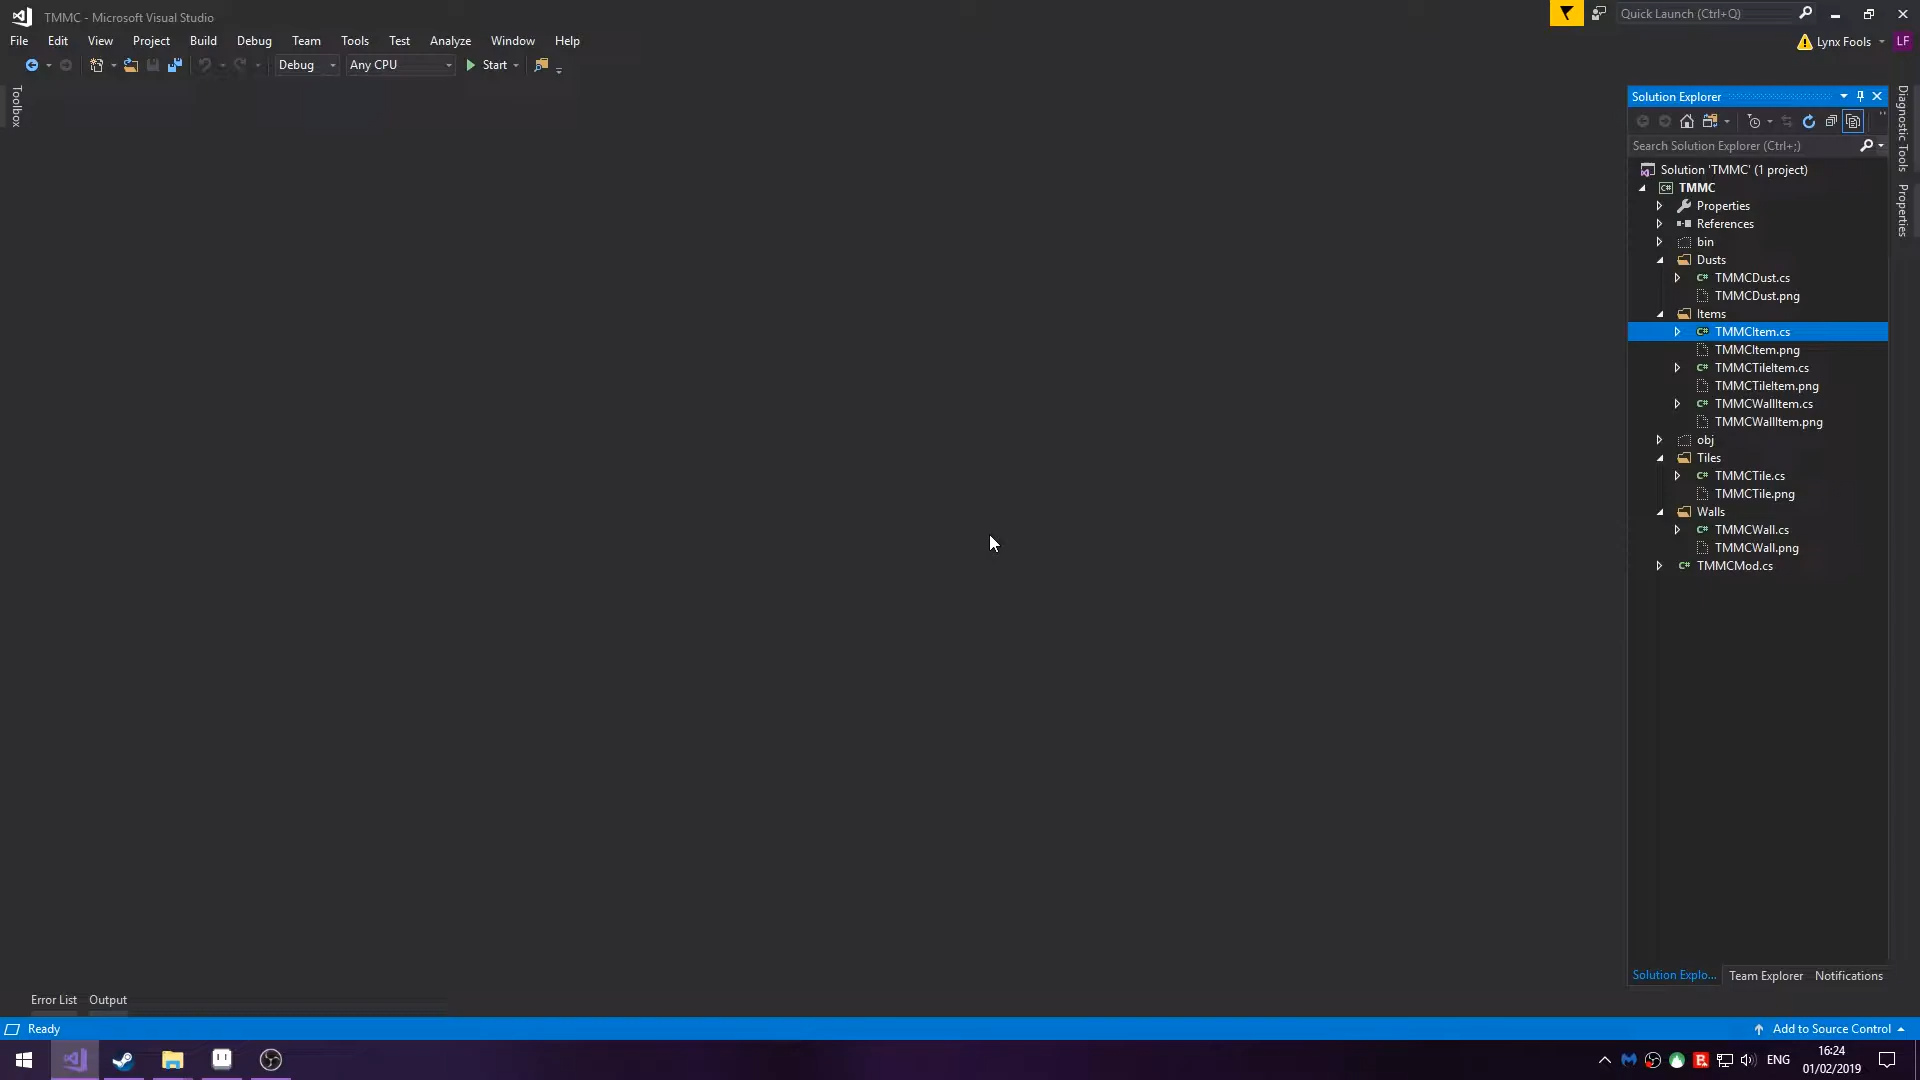 TMMC - Microsoft Visual Studio
Quick Launch (Ctrl+Q)
File Edit View Project Build Debug Team Tools Test Analyze Window Help
Lynx Fools LF
Debug Any CPU Start
Toolbox
Solution Explorer
Search Solution Explorer (Ctrl+;)
Solution 'TMMC' (1 project)
C# TMMC
Properties
References
bin
Dusts
C# TMMCDust.cs
TMMCDust.png
Items
C# TMMCItem.cs
TMMCItem.png
C# TMMCTileItem.cs
TMMCTileItem.png
C# TMMCWallItem.cs
TMMCWallItem.png
obj
Tiles
C# TMMCTile.cs
TMMCTile.png
Walls
C# TMMCWall.cs
TMMCWall.png
C# TMMCMod.cs
Diagnostic Tools
Properties
Solution Explo... Team Explorer Notifications
Error List Output
Ready
Add to Source Control
ENG
16:24
01/02/2019